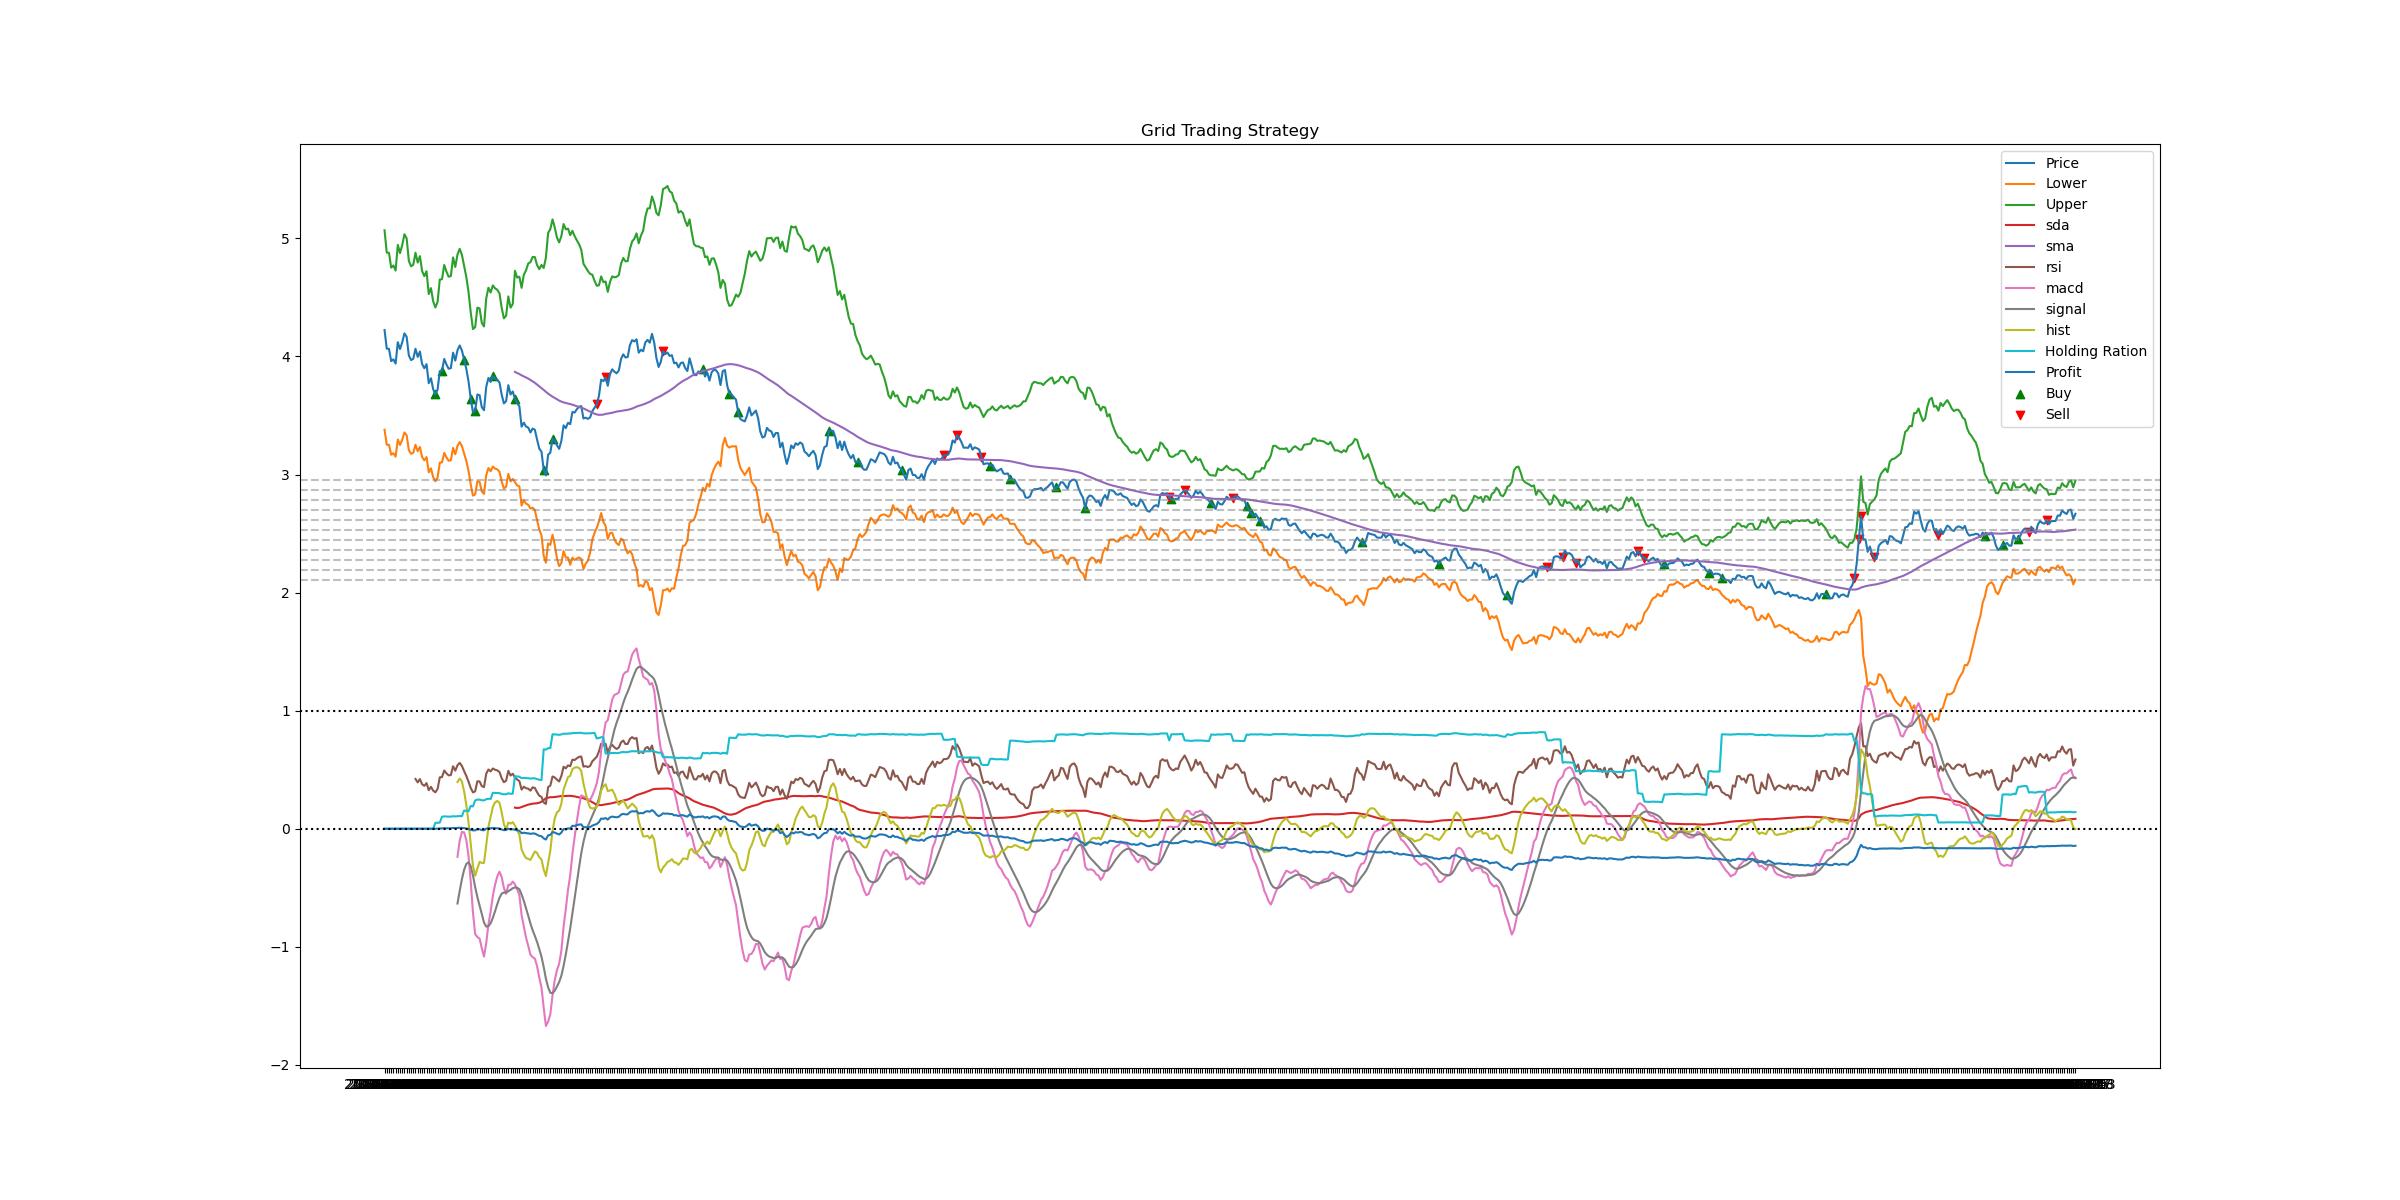 Grid Trading Strategy
Price
Lower
Upper
sda
sma
rsi
macd
signal
hist
Holding Ration
Profit
Buy
Sell
5
4
3
2
1
0
−1
−2